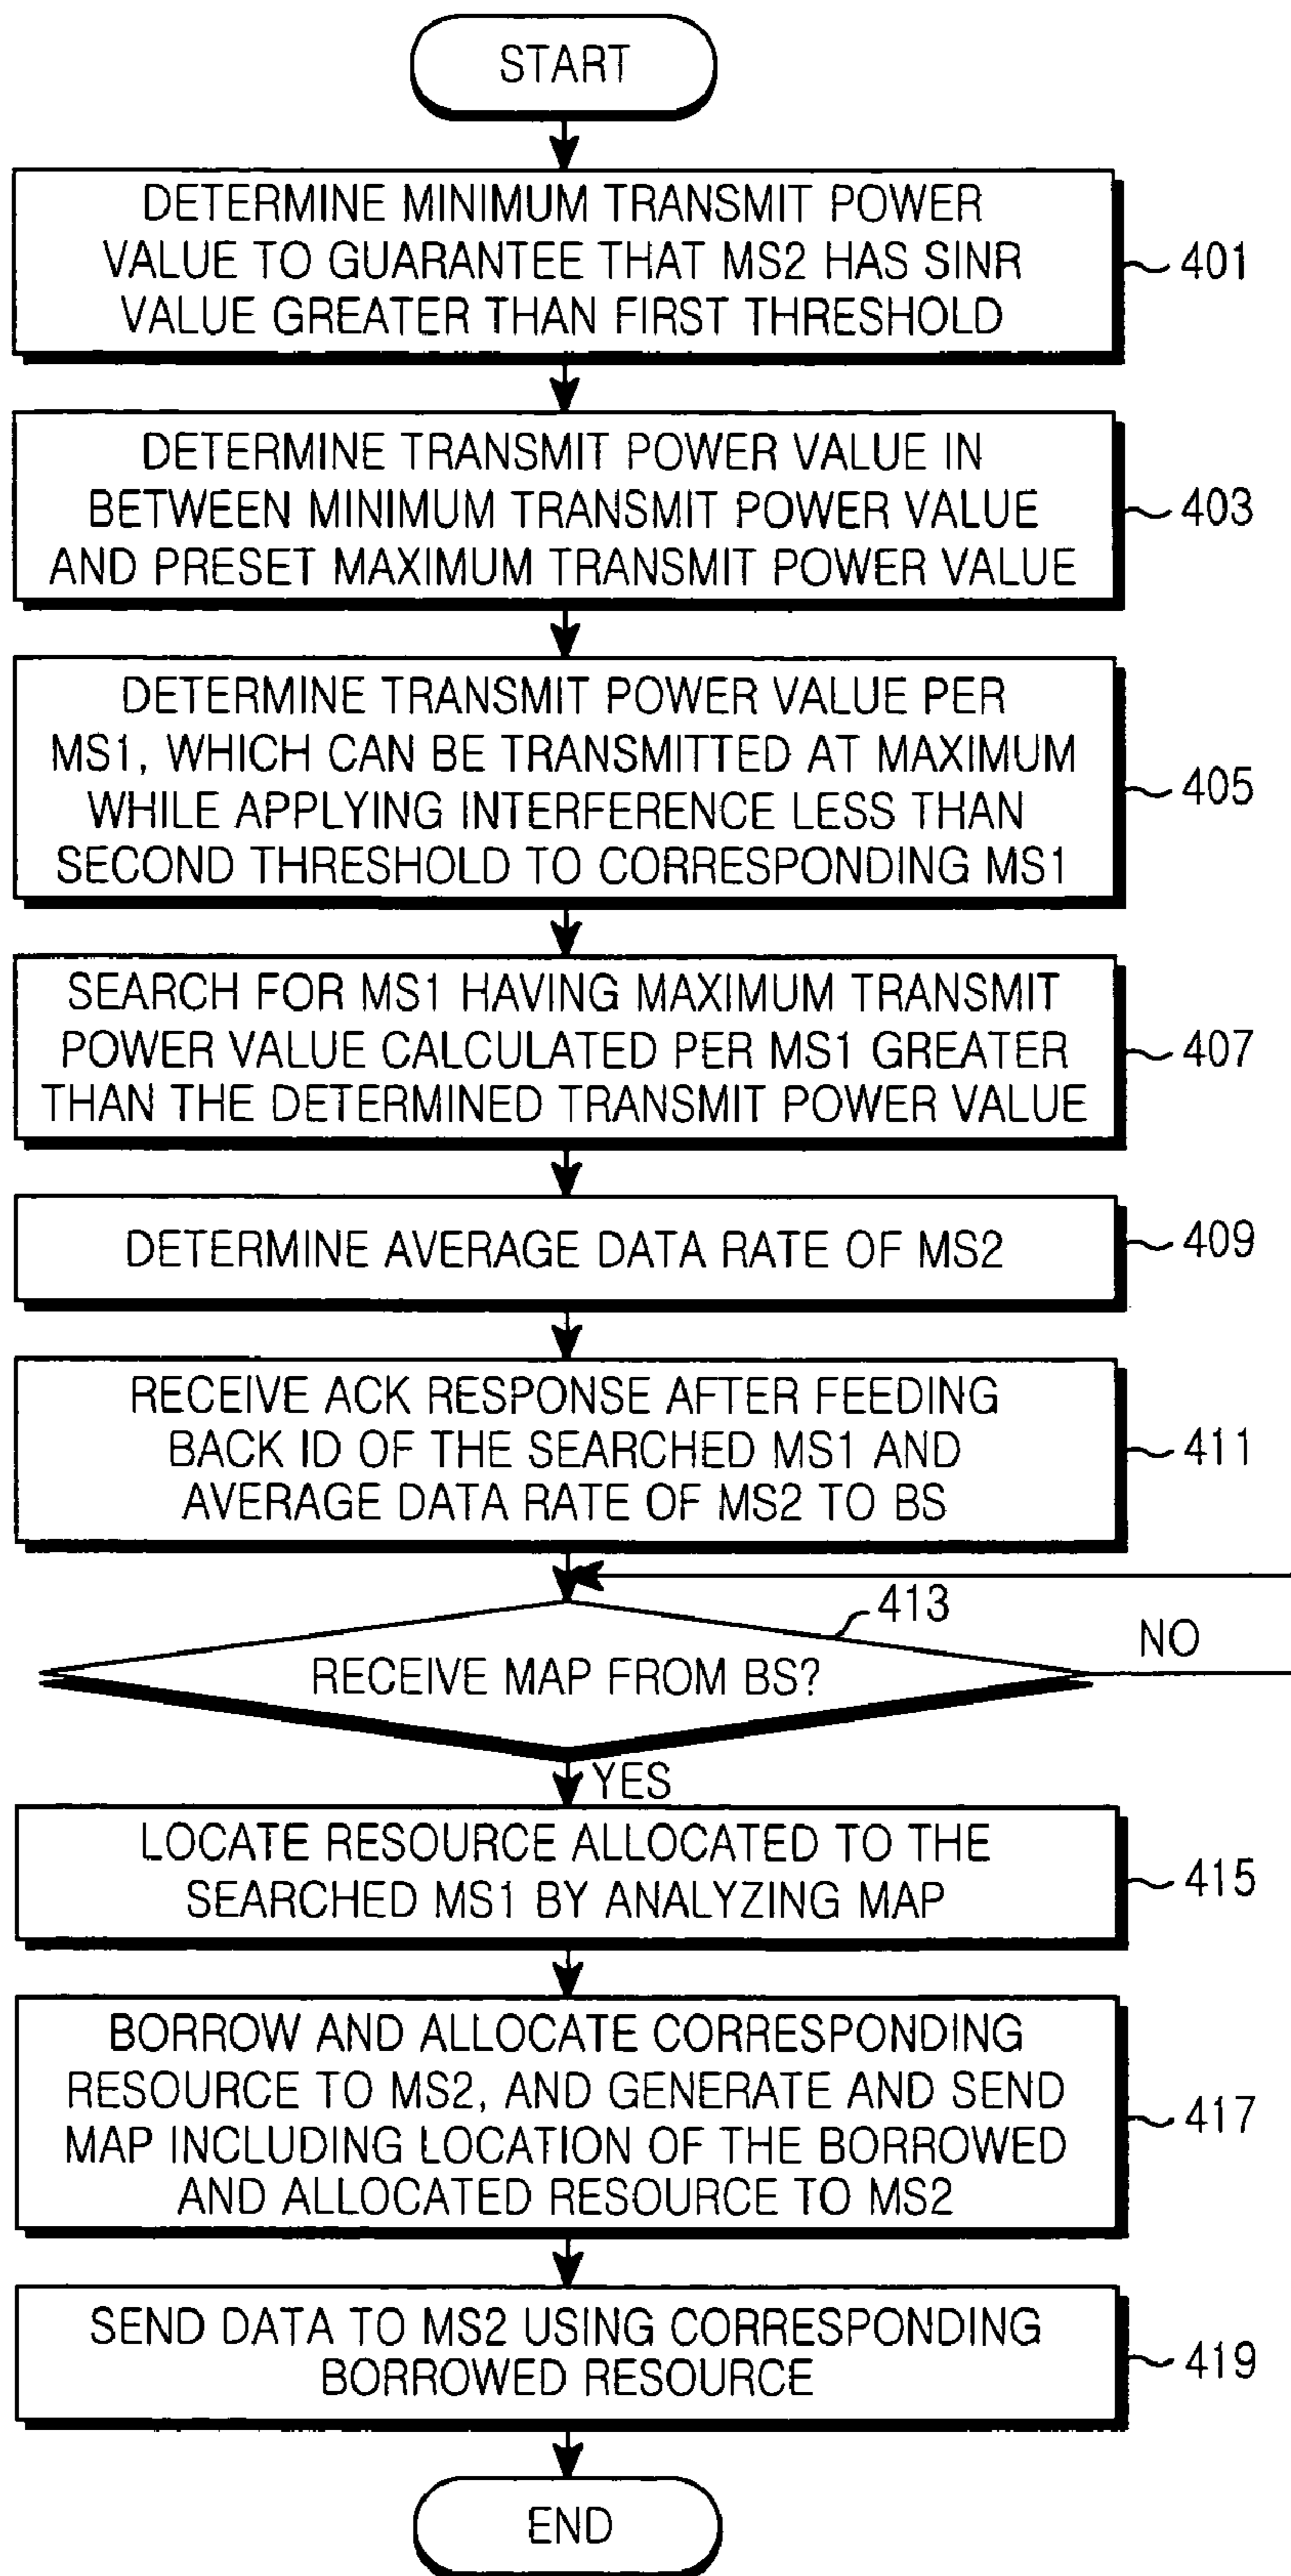 START
DETERMINE MINIMUM TRANSMIT POWER
VALUE TO GUARANTEE THAT MS2 HAS SINR
VALUE GREATER THAN FIRST THRESHOLD
401
DETERMINE TRANSMIT POWER VALUE IN
BETWEEN MINIMUM TRANSMIT POWER VALUE
AND PRESET MAXIMUM TRANSMIT POWER VALUE
403
DETERMINE TRANSMIT POWER VALUE PER
MS1, WHICH CAN BE TRANSMITTED AT MAXIMUM
WHILE APPLYING INTERFERENCE LESS THAN
SECOND THRESHOLD TO CORRESPONDING MS1
405
SEARCH FOR MS1 HAVING MAXIMUM TRANSMIT
POWER VALUE CALCULATED PER MS1 GREATER
THAN THE DETERMINED TRANSMIT POWER VALUE
407
DETERMINE AVERAGE DATA RATE OF MS2
409
RECEIVE ACK RESPONSE AFTER FEEDING
BACK ID OF THE SEARCHED MS1 AND
AVERAGE DATA RATE OF MS2 TO BS
411
413
RECEIVE MAP FROM BS?
NO
YES
LOCATE RESOURCE ALLOCATED TO THE
SEARCHED MS1 BY ANALYZING MAP
415
BORROW AND ALLOCATE CORRESPONDING
RESOURCE TO MS2, AND GENERATE AND SEND
MAP INCLUDING LOCATION OF THE BORROWED
AND ALLOCATED RESOURCE TO MS2
417
SEND DATA TO MS2 USING CORRESPONDING
BORROWED RESOURCE
419
END